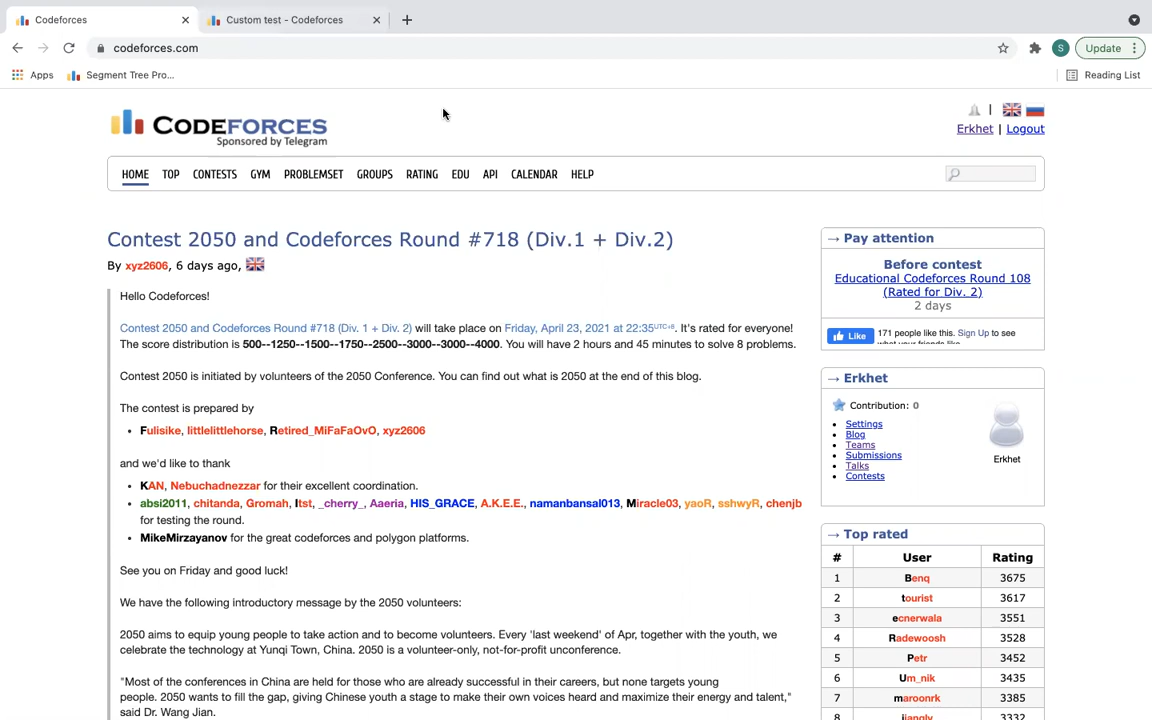 Codeforces
Custom test - Codeforces
codeforces.com
S
Update
Apps
Segment Tree Pro...
Reading List
CODEFORCES
Sponsored by Telegram
|
Erkhet | Logout
HOME TOP CONTESTS GYM PROBLEMSET GROUPS RATING EDU API CALENDAR HELP
Contest 2050 and Codeforces Round #718 (Div.1 + Div.2)
By xyz2606, 6 days ago,
Hello Codeforces!
Contest 2050 and Codeforces Round #718 (Div. 1 + Div. 2) will take place on Friday, April 23, 2021 at 22:35UTC+8. It's rated for everyone!
The score distribution is 500--1250--1500--1750--2500--3000--3000--4000. You will have 2 hours and 45 minutes to solve 8 problems.
Contest 2050 is initiated by volunteers of the 2050 Conference. You can find out what is 2050 at the end of this blog.
The contest is prepared by
• Fulisike, littlelittlehorse, Retired_MiFaFaOvO, xyz2606
and we'd like to thank
• KAN, Nebuchadnezzar for their excellent coordination.
• absi2011, chitanda, Gromah, Itst, _cherry_, Aaeria, HIS_GRACE, A.K.E.E., namanbansal013, Miracle03, yaoR, sshwyR, chenjb
for testing the round.
• MikeMirzayanov for the great codeforces and polygon platforms.
See you on Friday and good luck!
We have the following introductory message by the 2050 volunteers:
2050 aims to equip young people to take action and to become volunteers. Every 'last weekend' of Apr, together with the youth, we
celebrate the technology at Yunqi Town, China. 2050 is a volunteer-only, not-for-profit unconference.
"Most of the conferences in China are held for those who are already successful in their careers, but none targets young
people. 2050 wants to fill the gap, giving Chinese youth a stage to make their own voices heard and maximize their energy and talent,"
said Dr. Wang Jian.
→ Pay attention
Before contest
Educational Codeforces Round 108
(Rated for Div. 2)
2 days
Like 171 people like this. Sign Up to see
what your friends like.
→ Erkhet
Contribution: 0
• Settings
• Blog
• Teams
• Submissions
• Talks
• Contests
Erkhet
→ Top rated
# User Rating
1 Benq 3675
2 tourist 3617
3 ecnerwala 3551
4 Radewoosh 3528
5 Petr 3452
6 Um_nik 3435
7 maroonrk 3385
8 jiangly 3332